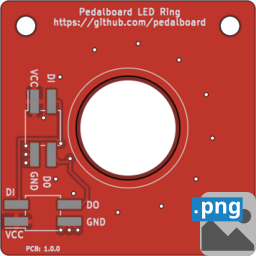 Pedalboard LED Ring
https://github.com/pedalboard
VCC
DI
GND
DO
DI
DO
GND
VCC
PCB: 1.0.0
.png